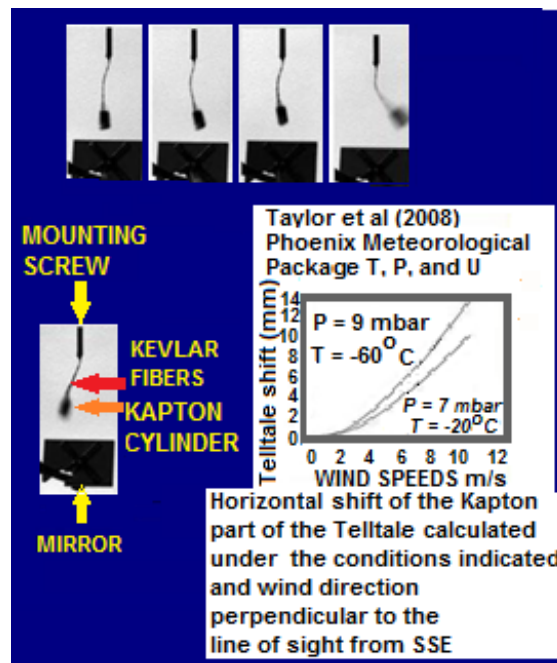 Taylor et al (2008)
Phoenix Meteorological
Package T, P, and U
MOUNTING
SCREW
KEVLAR
FIBERS
KAPTON
CYLINDER
MIRROR
Telltale shift (mm)
14
12
10
8
6
4
2
0
P = 9 mbar
T = -60°C
P = 7 mbar
T = -20°C
0 2 4 6 8 10 12
WIND SPEEDS m/s
Horizontal shift of the Kapton
part of the Telltale calculated
under the conditions indicated
and wind direction
perpendicular to the
line of sight from SSE